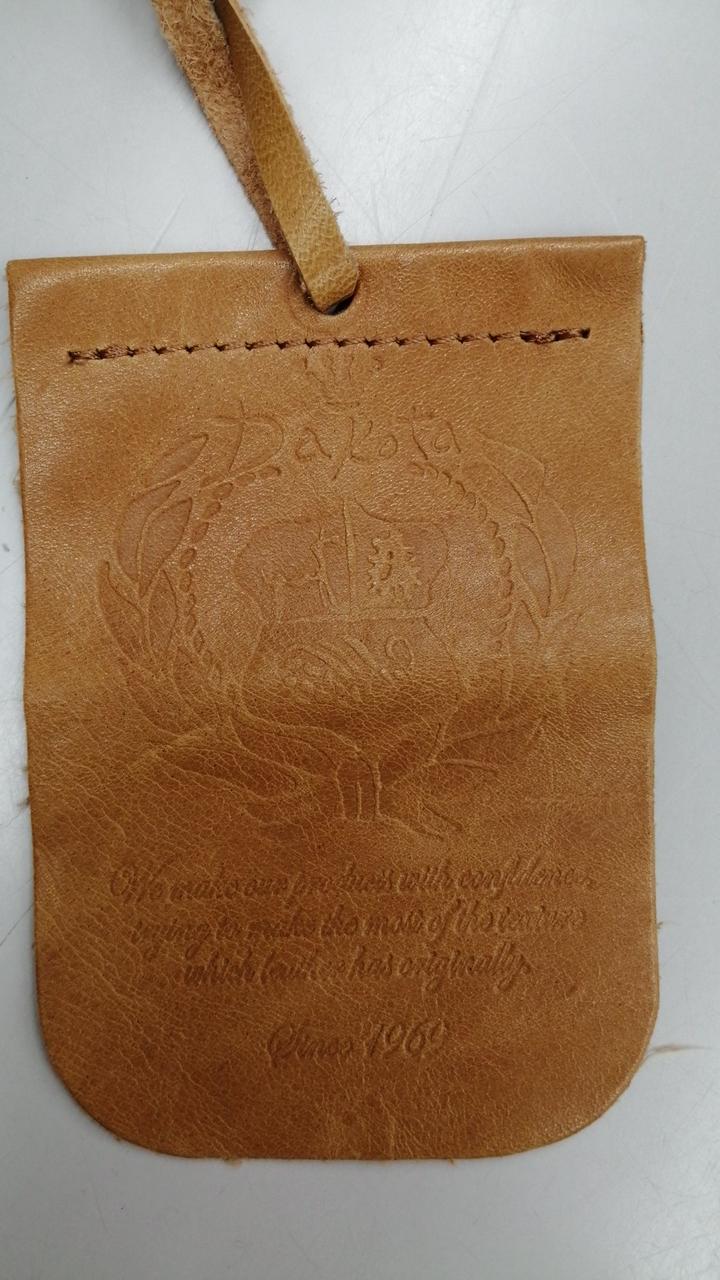 Dakota
We make our products with confidence,
trying to make the most of the texture
which leather has originally.
Since 1969